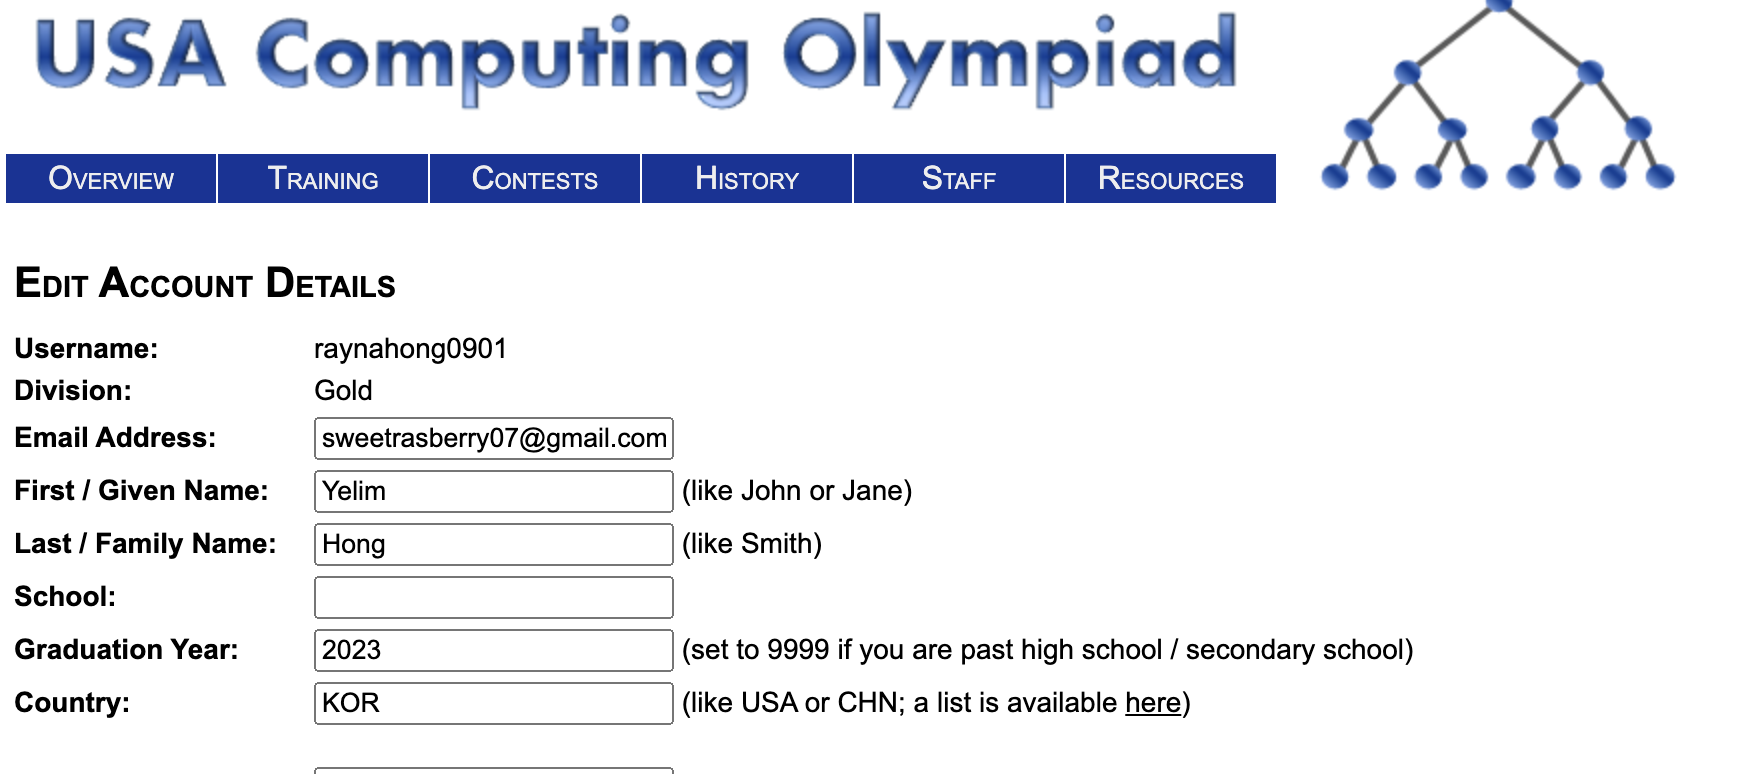 USA Computing Olympiad
OVERVIEW TRAINING CONTESTS HISTORY STAFF RESOURCES
EDIT ACCOUNT DETAILS
Username: raynahong0901
Division: Gold
Email Address: sweetrasberry07@gmail.com
First / Given Name: Yelim (like John or Jane)
Last / Family Name: Hong (like Smith)
School:
Graduation Year: 2023 (set to 9999 if you are past high school / secondary school)
Country: KOR (like USA or CHN; a list is available here)